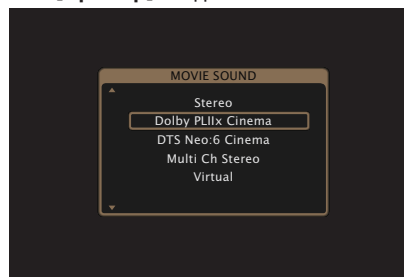 MOVIE SOUND
Stereo
Dolby PLIIx Cinema
DTS Neo:6 Cinema
Multi Ch Stereo
Virtual